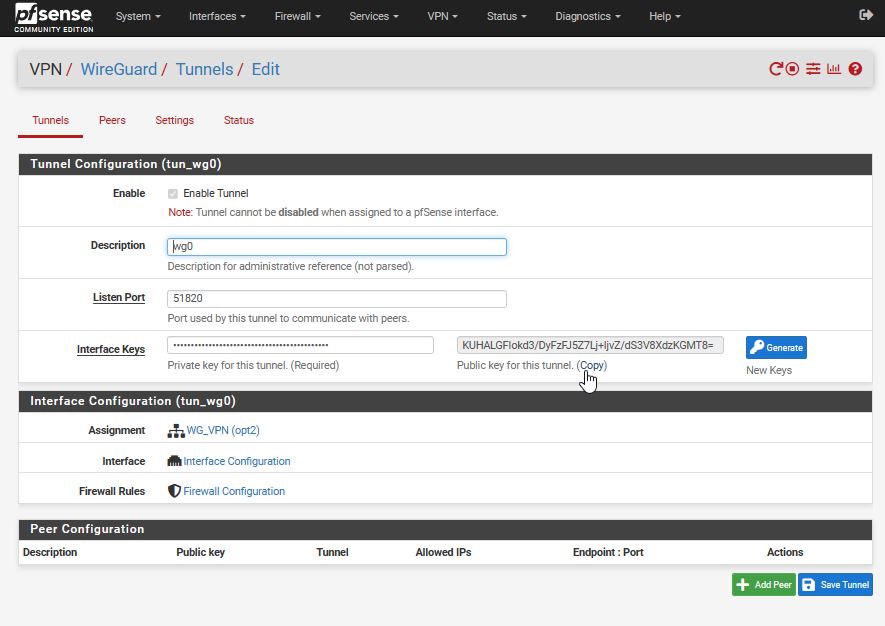 pfsense
COMMUNITY EDITION
System Interfaces Firewall Services VPN Status Diagnostics Help
VPN / WireGuard / Tunnels / Edit
Tunnels Peers Settings Status
Tunnel Configuration (tun_wg0)
Enable Enable Tunnel
Note: Tunnel cannot be disabled when assigned to a pfSense interface.
Description wg0
Description for administrative reference (not parsed).
Listen Port 51820
Port used by this tunnel to communicate with peers.
Interface Keys KUHALGFlokd3/DyFzFJ5Z7Lj+ljvZ/dS3V8XdzKGMT8= Generate
Private key for this tunnel. (Required) Public key for this tunnel. (Copy) New Keys
Interface Configuration (tun_wg0)
Assignment WG_VPN (opt2)
Interface Interface Configuration
Firewall Rules Firewall Configuration
Peer Configuration
Description Public key Tunnel Allowed IPs Endpoint : Port Actions
Add Peer Save Tunnel